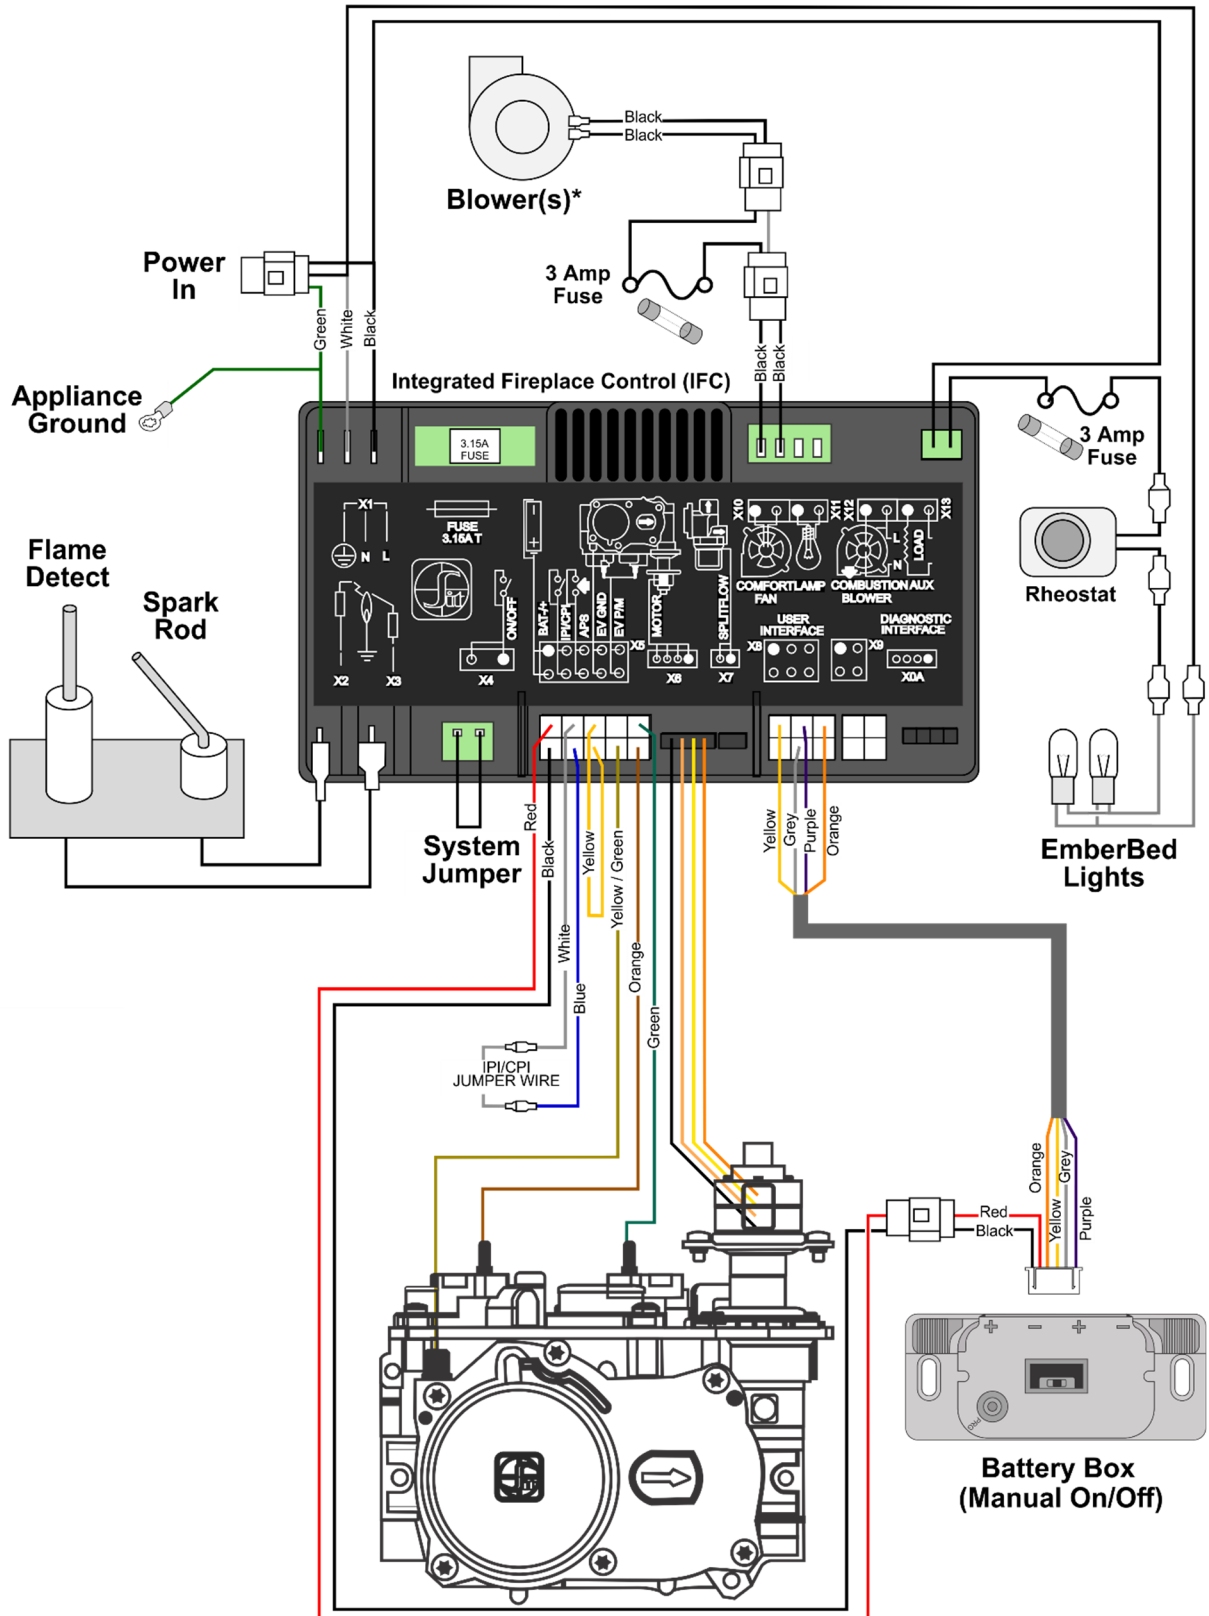 Black
Black
Blower(s)*
Power
In
3 Amp
Fuse
Green
White
Black
Black
Black
Appliance
Ground
Integrated Fireplace Control (IFC)
3 Amp
Fuse
3.15A
FUSE
X1
N L
FUSE
3.15A T
X10
X11
X12
X13
L
N
LOAD
COMFORT
FAN
LAMP
COMBUSTION
BLOWER
AUX
Flame
Detect
Spark
Rod
Rheostat
ON/OFF
BAT-/+
IPI/CPI
APS
EV GND
EV P/M
MOTOR
SPLITFLOW
USER
INTERFACE
DIAGNOSTIC
INTERFACE
X2
X3
X4
X5
X6
X7
X8
X9
X0A
System
Jumper
Red
Black
Yellow
Yellow / Green
Yellow
Grey
Purple
Orange
EmberBed
Lights
White
Blue
Orange
Green
IPI/CPI
JUMPER WIRE
Orange
Yellow
Grey
Purple
Red
Black
+ − + −
PRG
Battery Box
(Manual On/Off)